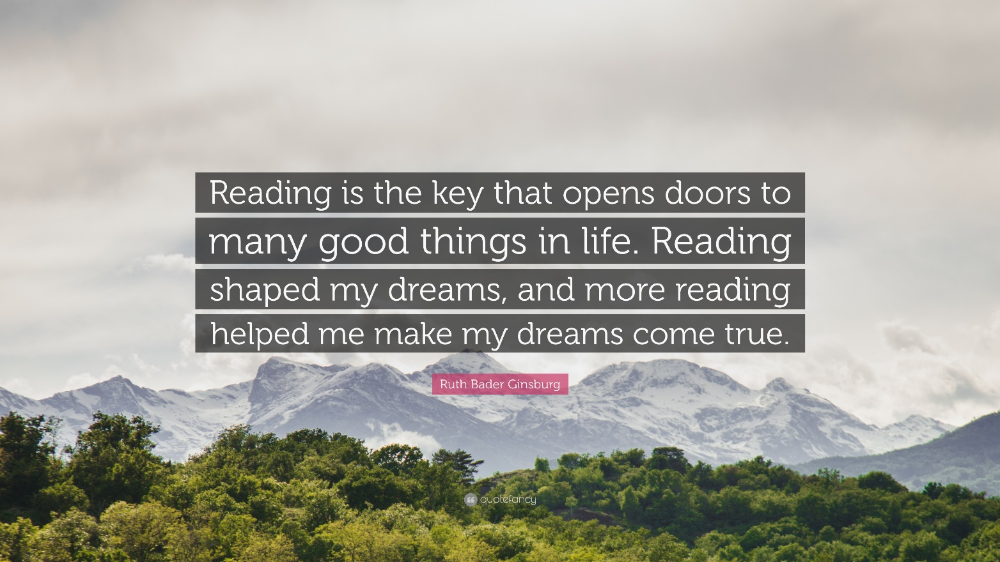 Reading is the key that opens doors to
many good things in life. Reading
shaped my dreams, and more reading
helped me make my dreams come true.
Ruth Bader Ginsburg
quotefancy